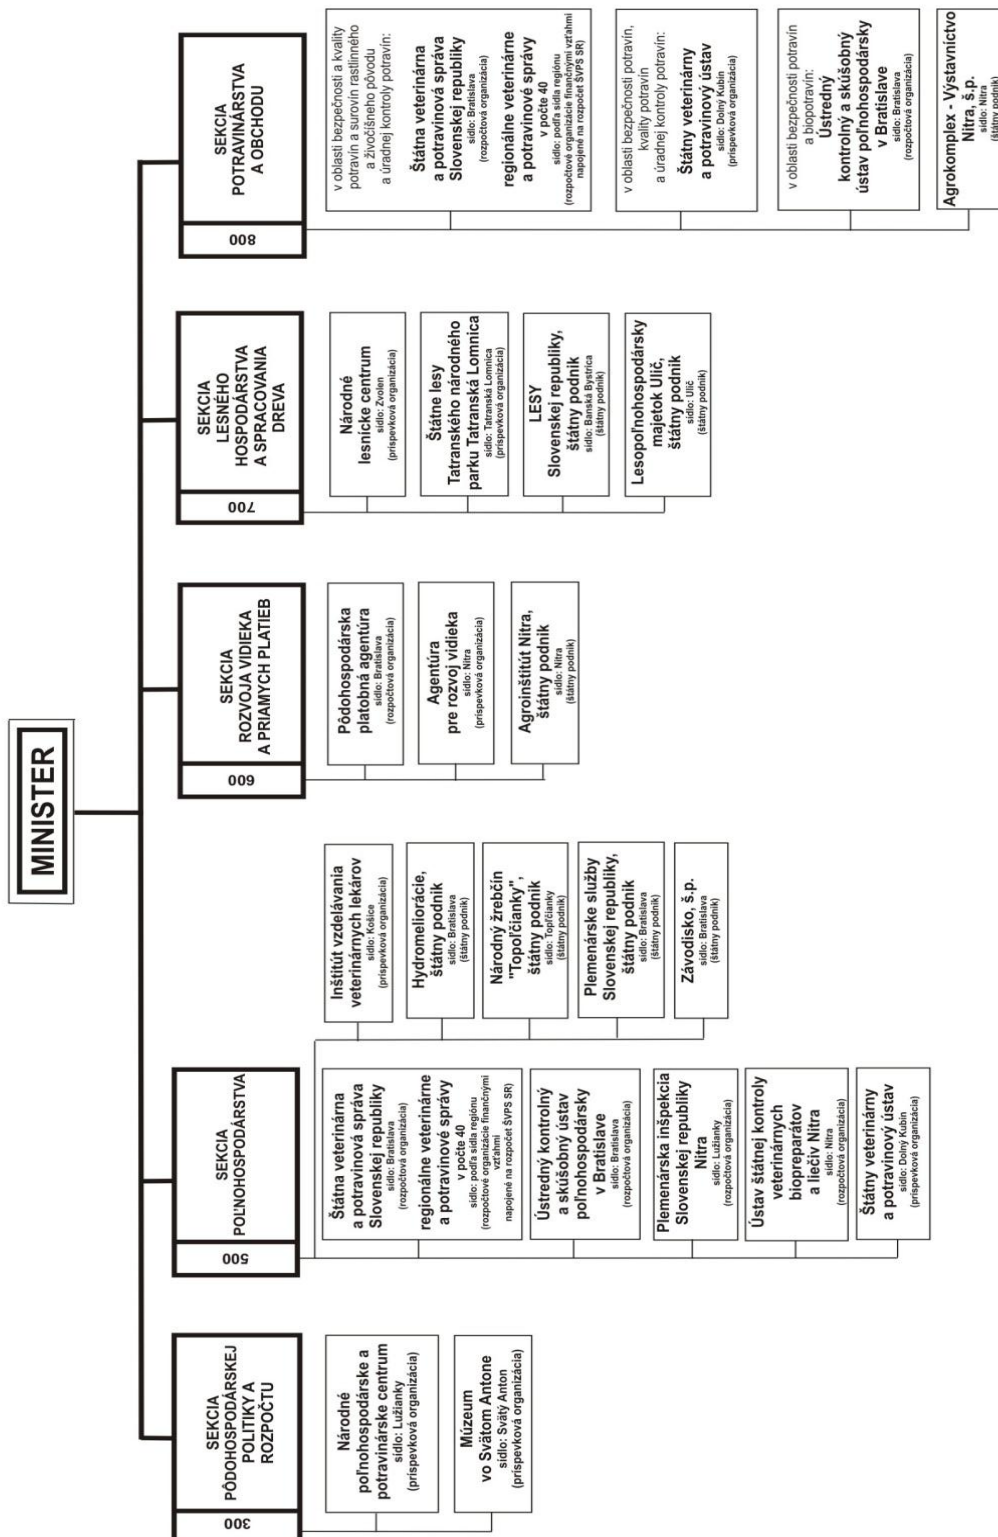 MINISTER
300
SEKCIA
PÔDOHOSPODÁRSKEJ
POLITIKY A
ROZPOČTU
Národné
poľnohospodárske a
potravinárske centrum
sídlo: Lužianky
(príspevková organizácia)
Múzeum
vo Svätom Antone
sídlo: Svätý Anton
(príspevková organizácia)
500
SEKCIA
POLNOHOSPODÁRSTVA
Štátna veterinárna
a potravinová správa
Slovenskej republiky
sídlo: Bratislava
(rozpočtová organizácia)
regionálne veterinárne
a potravinové správy
v počte 40
sídlo: podľa sídla regiónu
(rozpočtové organizácie finančnými
vzťahmi
napojené na rozpočet ŠVPS SR)
Ústredný kontrolný
a skúšobný ústav
poľnohospodársky
v Bratislave
sídlo: Bratislava
(rozpočtová organizácia)
Plemenárska inšpekcia
Slovenskej republiky
Nitra
sídlo: Lužianky
(rozpočtová organizácia)
Ústav štátnej kontroly
veterinárnych
biopreparátov
a liečiv Nitra
sídlo: Nitra
(rozpočtová organizácia)
Štátny veterinárny
a potravinový ústav
sídlo: Dolný Kubín
(príspevková organizácia)
Inštitút vzdelávania
veterinárnych lekárov
sídlo: Košice
(príspevková organizácia)
Hydromeliorácie,
štátny podnik
sídlo: Bratislava
(štátny podnik)
Národný žrebčín
"Topoľčianky",
štátny podnik
sídlo: Topľčianky
(štátny podnik)
Plemenárske služby
Slovenskej republiky,
štátny podnik
sídlo: Bratislava
(štátny podnik)
Závodisko, š.p.
sídlo: Bratislava
(štátny podnik)
600
SEKCIA
ROZVOJA VIDIEKA
A PRIAMYCH PLATIEB
Pôdohospodárska
platobná agentúra
sídlo: Bratislava
(rozpočtová organizácia)
Agentúra
pre rozvoj vidieka
sídlo: Nitra
(príspevková organizácia)
Agroinštitút Nitra,
štátny podnik
sídlo: Nitra
(štátny podnik)
700
SEKCIA
LESNÉHO
HOSPODÁRSTVA
A SPRACOVANIA
DREVA
Národné
lesnícke centrum
sídlo: Zvolen
(príspevková organizácia)
Štátne lesy
Tatranského národného
parku Tatranská Lomnica
sídlo: Tatranská Lomnica
(príspevková organizácia)
LESY
Slovenskej republiky,
štátny podnik
sídlo: Banská Bystrica
(štátny podnik)
Lesopoľnohospodársky
majetok Ulič,
štátny podnik
sídlo: Ulič
(štátny podnik)
800
SEKCIA
POTRAVINÁRSTVA
A OBCHODU
v oblasti bezpečnosti a kvality
potravín a surovín rastlinného
a živočíšneho pôvodu
a úradnej kontroly potravín:
Štátna veterinárna
a potravinová správa
Slovenskej republiky
sídlo: Bratislava
(rozpočtová organizácia)
regionálne veterinárne
a potravinové správy
v počte 40
sídlo: podľa sídla regiónu
(rozpočtové organizácie finančnými vzťahmi
napojené na rozpočet ŠVPS SR)
v oblasti bezpečnosti potravín,
kvality potravín
a úradnej kontroly potravín:
Štátny veterinárny
a potravinový ústav
sídlo: Dolný Kubín
(príspevková organizácia)
v oblasti bezpečnosti potravín
a biopotravín:
Ústredný
kontrolný a skúšobný
ústav poľnohospodársky
v Bratislave
sídlo: Bratislava
(rozpočtová organizácia)
Agrokomplex - Výstavníctvo
Nitra, š.p.
sídlo: Nitra
(štátny podnik)